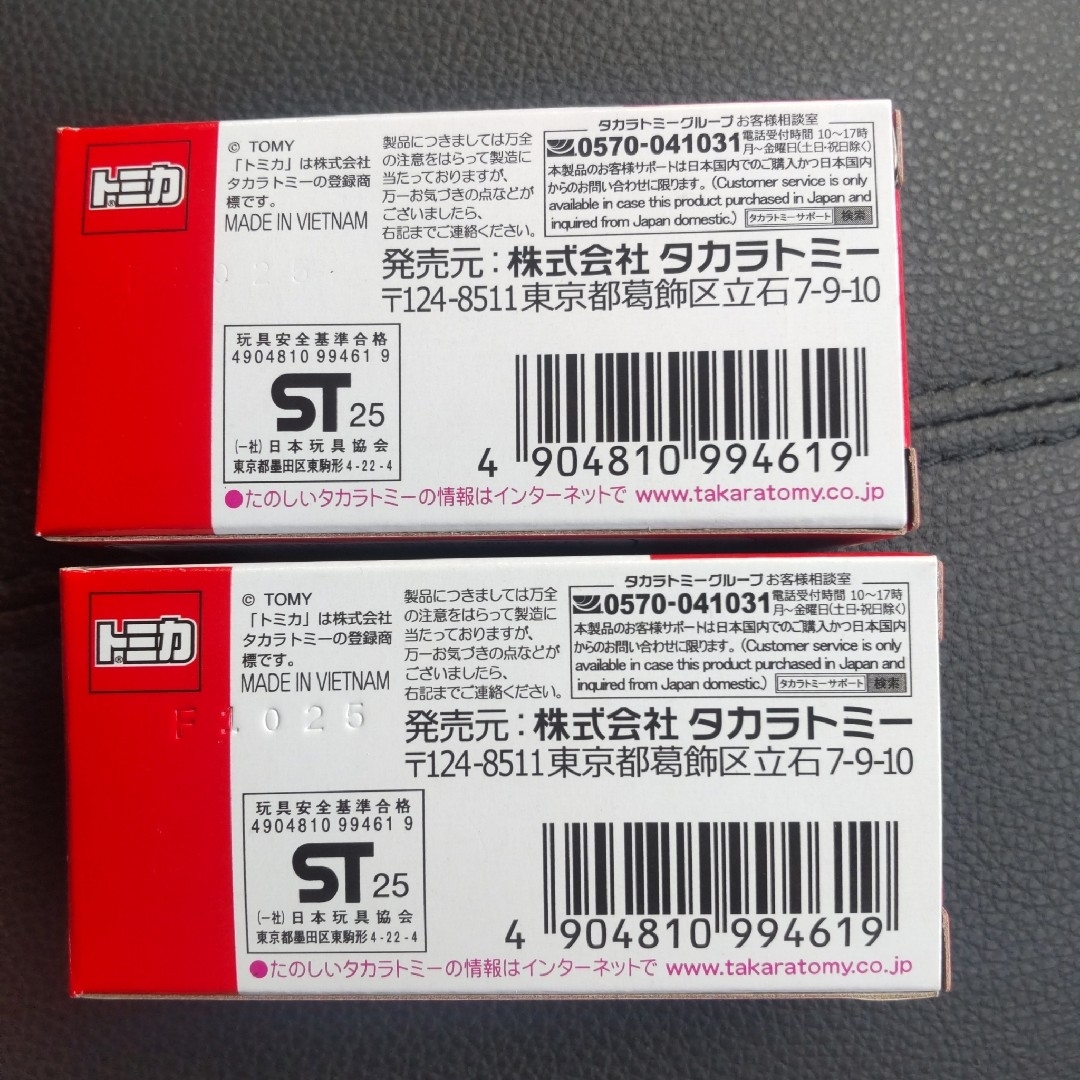 トミカ
© TOMY
「トミカ」は株式会社
タカラトミーの登録商
標です。
MADE IN VIETNAM
製品につきましては万全
の注意をはらって製造に
当たっておりますが、
万一お気づきの点などが
ございましたら、
右記までご連絡ください。
タカラトミーグループ お客様相談室
0570-041031 電話受付時間 10〜17時
月〜金曜日(土日・祝日除く)
本製品のお客様サポートは日本国内でのご購入かつ日本国内
からのお問い合わせに限ります。(Customer service is only
available in case this product purchased in Japan and
inquired from Japan domestic.) タカラトミーサポート 検索
発売元:株式会社 タカラトミー
〒124-8511東京都葛飾区立石7-9-10
1025
玩具安全基準合格
4904810 99461 9
ST 25
(一社)日本玩具協会
東京都墨田区東駒形4-22-4
4 904810 994619
●たのしいタカラトミーの情報はインターネットで www.takaratomy.co.jp
トミカ
© TOMY
「トミカ」は株式会社
タカラトミーの登録商
標です。
MADE IN VIETNAM
F1025
製品につきましては万全
の注意をはらって製造に
当たっておりますが、
万一お気づきの点などが
ございましたら、
右記までご連絡ください。
タカラトミーグループ お客様相談室
0570-041031 電話受付時間 10〜17時
月〜金曜日(土日・祝日除く)
本製品のお客様サポートは日本国内でのご購入かつ日本国内
からのお問い合わせに限ります。(Customer service is only
available in case this product purchased in Japan and
inquired from Japan domestic.) タカラトミーサポート 検索
発売元:株式会社 タカラトミー
〒124-8511東京都葛飾区立石7-9-10
玩具安全基準合格
4904810 99461 9
ST 25
(一社)日本玩具協会
東京都墨田区東駒形4-22-4
4 904810 994619
●たのしいタカラトミーの情報はインターネットで www.takaratomy.co.jp